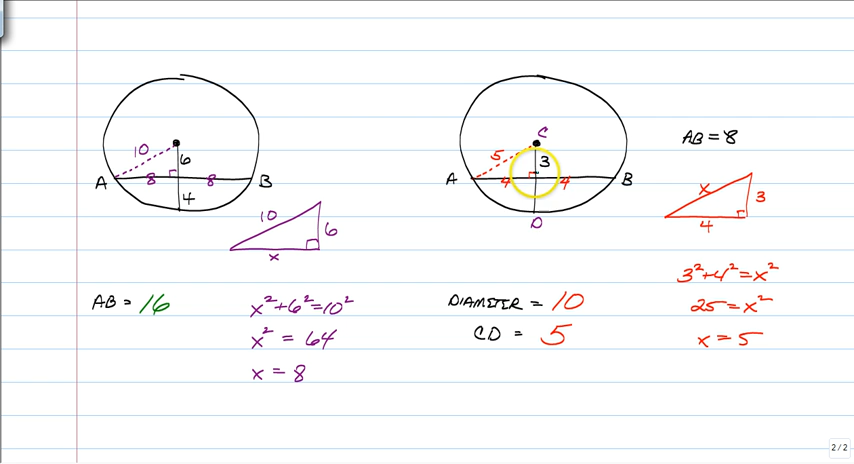 10
6
A
8
8
B
4
10
6
x
AB = 16
x²+6²=10²
x² = 64
x = 8
C
5
3
A
4
4
B
D
DIAMETER = 10
CD = 5
AB = 8
x
3
4
3²+4²=x²
25=x²
x=5
2/2